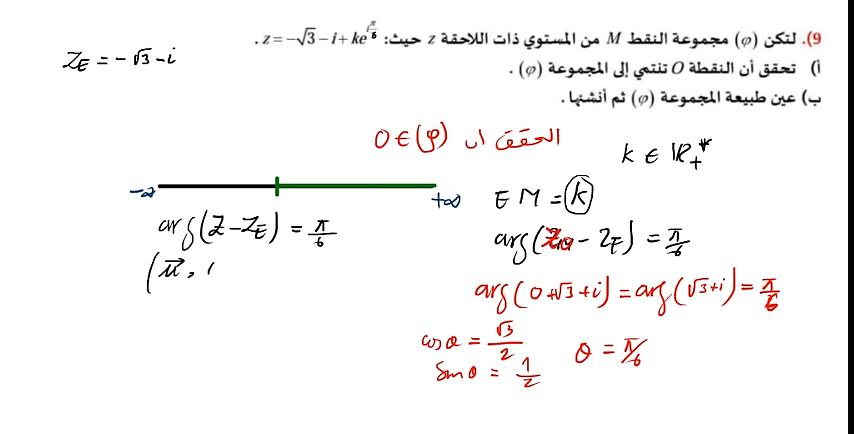 9). لتكن (φ) مجموعة النقط M من المستوي ذات اللاحقة z حيث: z = −√3 − i + ke^{iπ/6} .
أ) تحقق أن النقطة O تنتمي إلى المجموعة (φ) .
ب) عين طبيعة المجموعة (φ) ثم أنشئها .
Z_E = − √3 − i
التحقق ان O ∈ (φ)
k ∈ ℝ₊*
−∞ +∞
EM = k
arg(Z − Z_E) = π/6
arg(Z₀ − Z_E) = π/6
(u⃗ , (
arg(0 + √3 + i) = arg(√3 + i) = π/6
cos θ = √3/2
sin θ = 1/2
θ = π/6